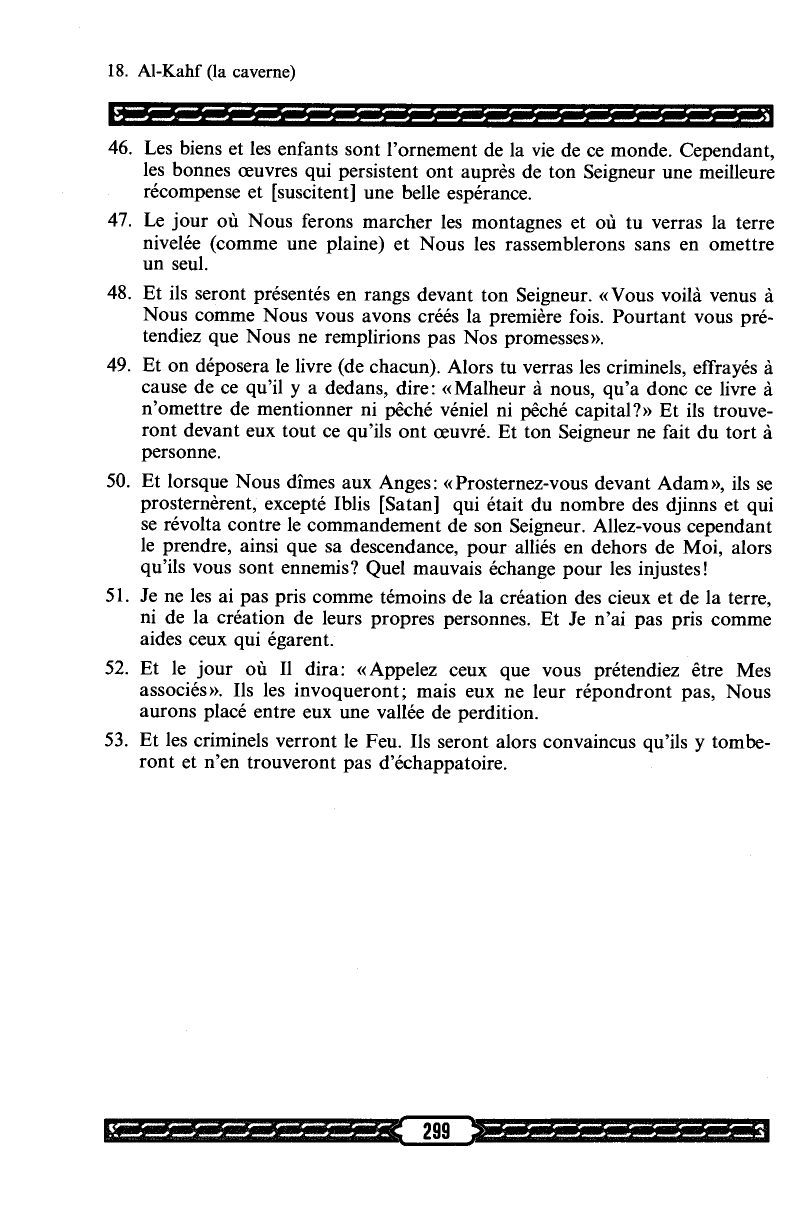 18. Al-Kahf (la caverne)
46. Les biens et les enfants sont l'ornement de la vie de ce monde. Cependant,
les bonnes œuvres qui persistent ont auprès de ton Seigneur une meilleure
récompense et [suscitent] une belle espérance.
47. Le jour où Nous ferons marcher les montagnes et où tu verras la terre
nivelée (comme une plaine) et Nous les rassemblerons sans en omettre
un seul.
48. Et ils seront présentés en rangs devant ton Seigneur. «Vous voilà venus à
Nous comme Nous vous avons créés la première fois. Pourtant vous pré-
tendiez que Nous ne remplirions pas Nos promesses».
49. Et on déposera le livre (de chacun). Alors tu verras les criminels, effrayés à
cause de ce qu'il y a dedans, dire: «Malheur à nous, qu'a donc ce livre à
n'omettre de mentionner ni pêché véniel ni pêché capital?» Et ils trouve-
ront devant eux tout ce qu'ils ont œuvré. Et ton Seigneur ne fait du tort à
personne.
50. Et lorsque Nous dîmes aux Anges: «Prosternez-vous devant Adam», ils se
prosternèrent, excepté Iblis [Satan] qui était du nombre des djinns et qui
se révolta contre le commandement de son Seigneur. Allez-vous cependant
le prendre, ainsi que sa descendance, pour alliés en dehors de Moi, alors
qu'ils vous sont ennemis? Quel mauvais échange pour les injustes!
51. Je ne les ai pas pris comme témoins de la création des cieux et de la terre,
ni de la création de leurs propres personnes. Et Je n'ai pas pris comme
aides ceux qui égarent.
52. Et le jour où Il dira: «Appelez ceux que vous prétendiez être Mes
associés». Ils les invoqueront; mais eux ne leur répondront pas, Nous
aurons placé entre eux une vallée de perdition.
53. Et les criminels verront le Feu. Ils seront alors convaincus qu'ils y tombe-
ront et n'en trouveront pas d'échappatoire.
299